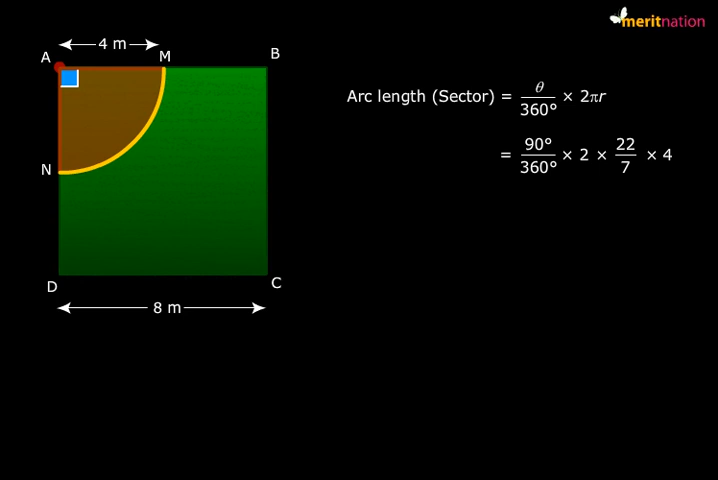 meritnation
4 m
A
M
B
Arc length (Sector) = θ/360° × 2πr
= 90°/360° × 2 × 22/7 × 4
N
D
C
8 m